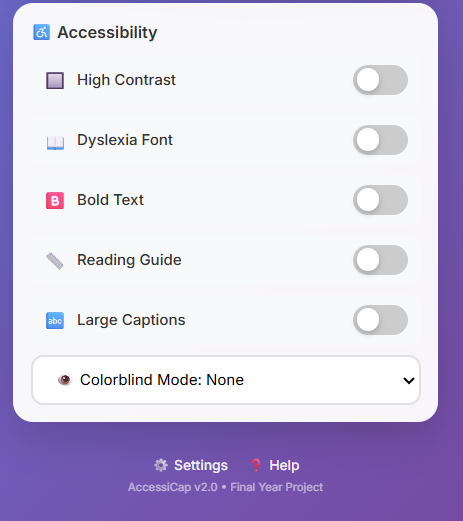 Accessibility
High Contrast
Dyslexia Font
B Bold Text
Reading Guide
abc Large Captions
Colorblind Mode: None
Settings ❓ Help
AccessiCap v2.0 • Final Year Project